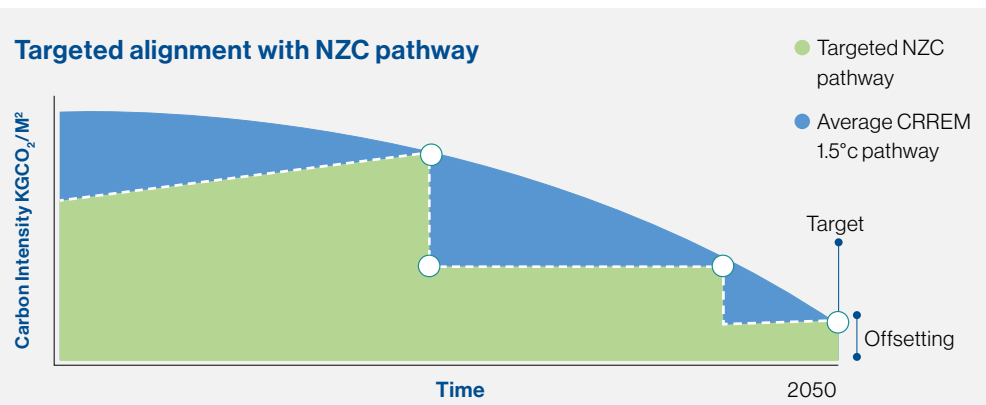 Targeted alignment with NZC pathway
Targeted NZC
pathway
Average CRREM
1.5°c pathway
Carbon Intensity KGCO₂/M²
Target
Offsetting
Time
2050